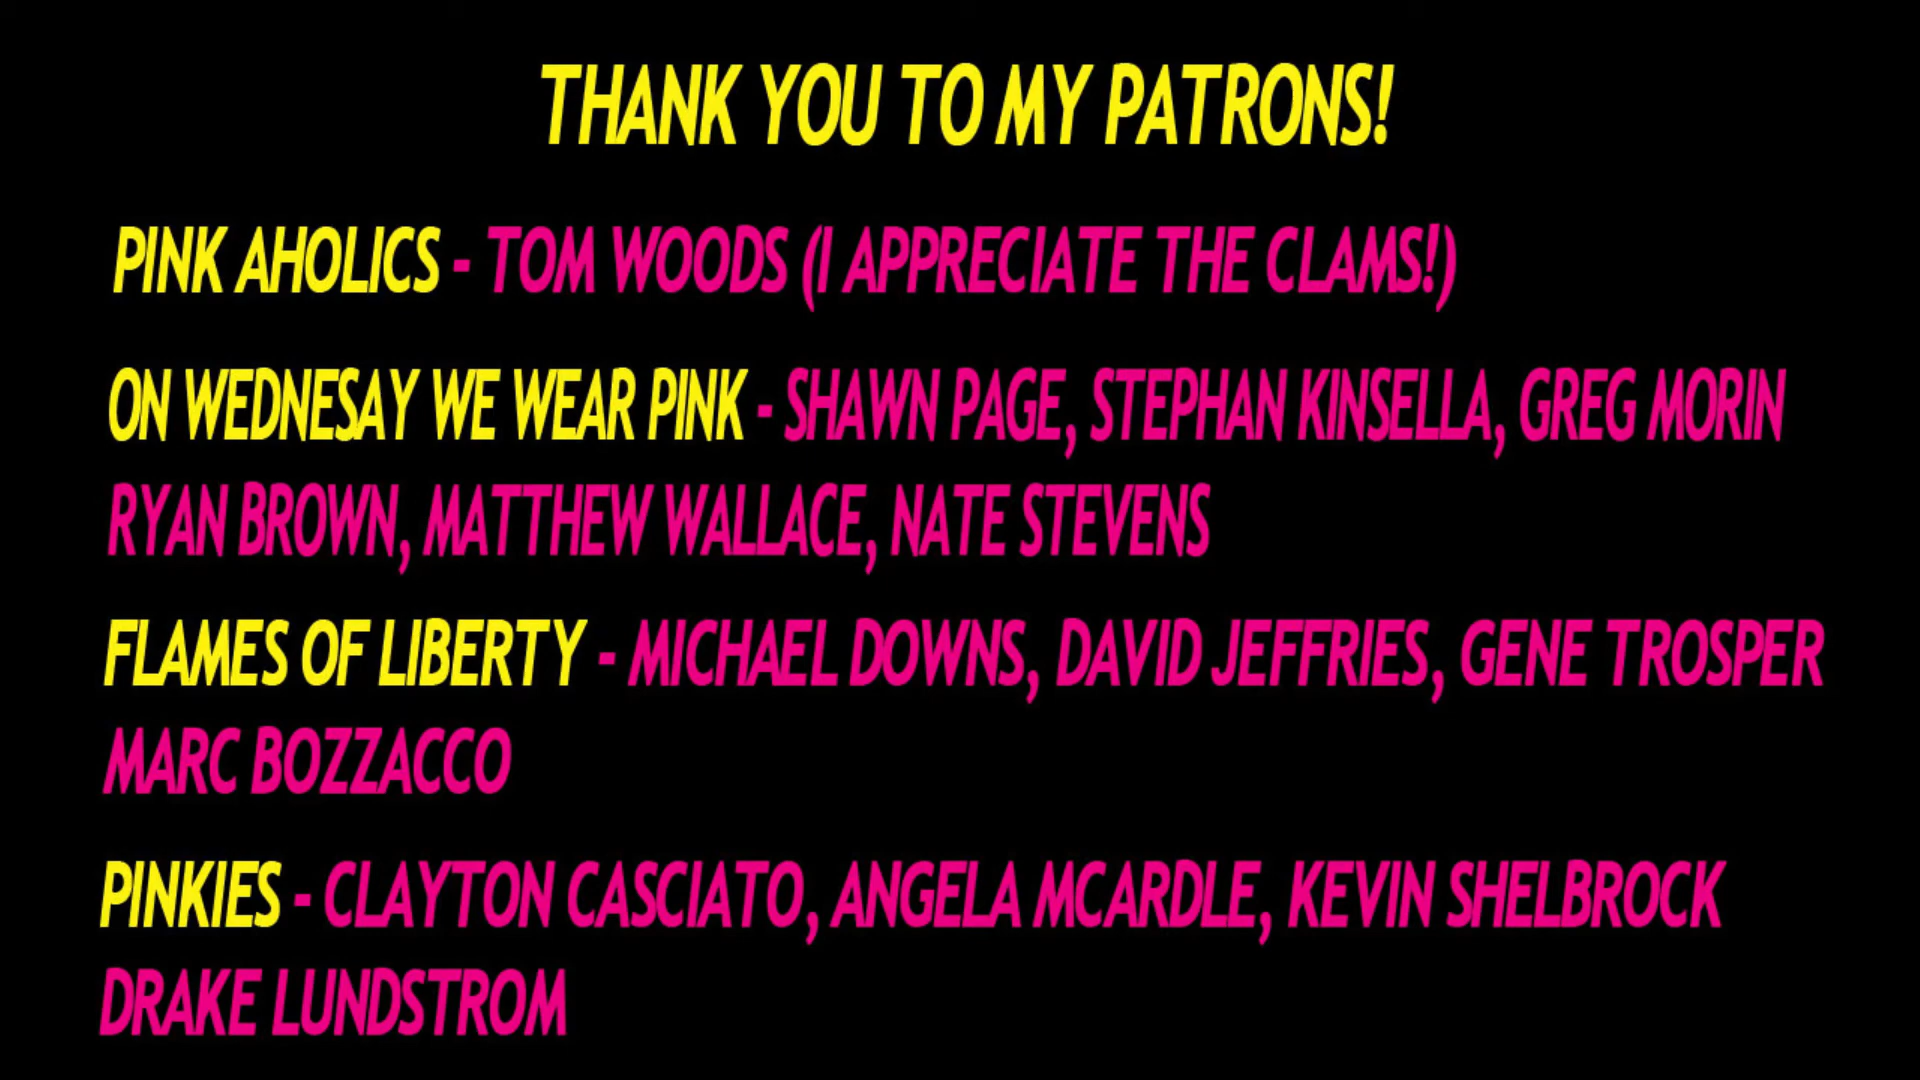 THANK YOU TO MY PATRONS!
PINK AHOLICS - TOM WOODS (I APPRECIATE THE CLAMS!)
ON WEDNESAY WE WEAR PINK - SHAWN PAGE, STEPHAN KINSELLA, GREG MORIN
RYAN BROWN, MATTHEW WALLACE, NATE STEVENS
FLAMES OF LIBERTY - MICHAEL DOWNS, DAVID JEFFRIES, GENE TROSPER
MARC BOZZACCO
PINKIES - CLAYTON CASCIATO, ANGELA MCARDLE, KEVIN SHELBROCK
DRAKE LUNDSTROM